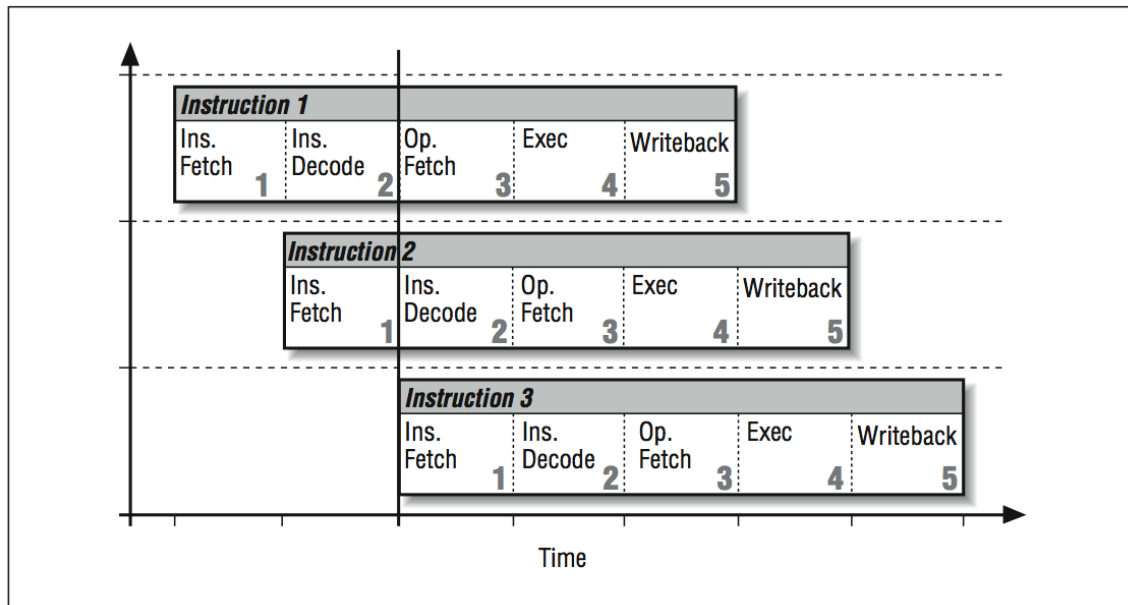 Instruction 1
Ins.
Fetch
1
Ins.
Decode
2
Op.
Fetch
3
Exec
4
Writeback
5
Instruction 2
Ins.
Fetch
1
Ins.
Decode
2
Op.
Fetch
3
Exec
4
Writeback
5
Instruction 3
Ins.
Fetch
1
Ins.
Decode
2
Op.
Fetch
3
Exec
4
Writeback
5
Time